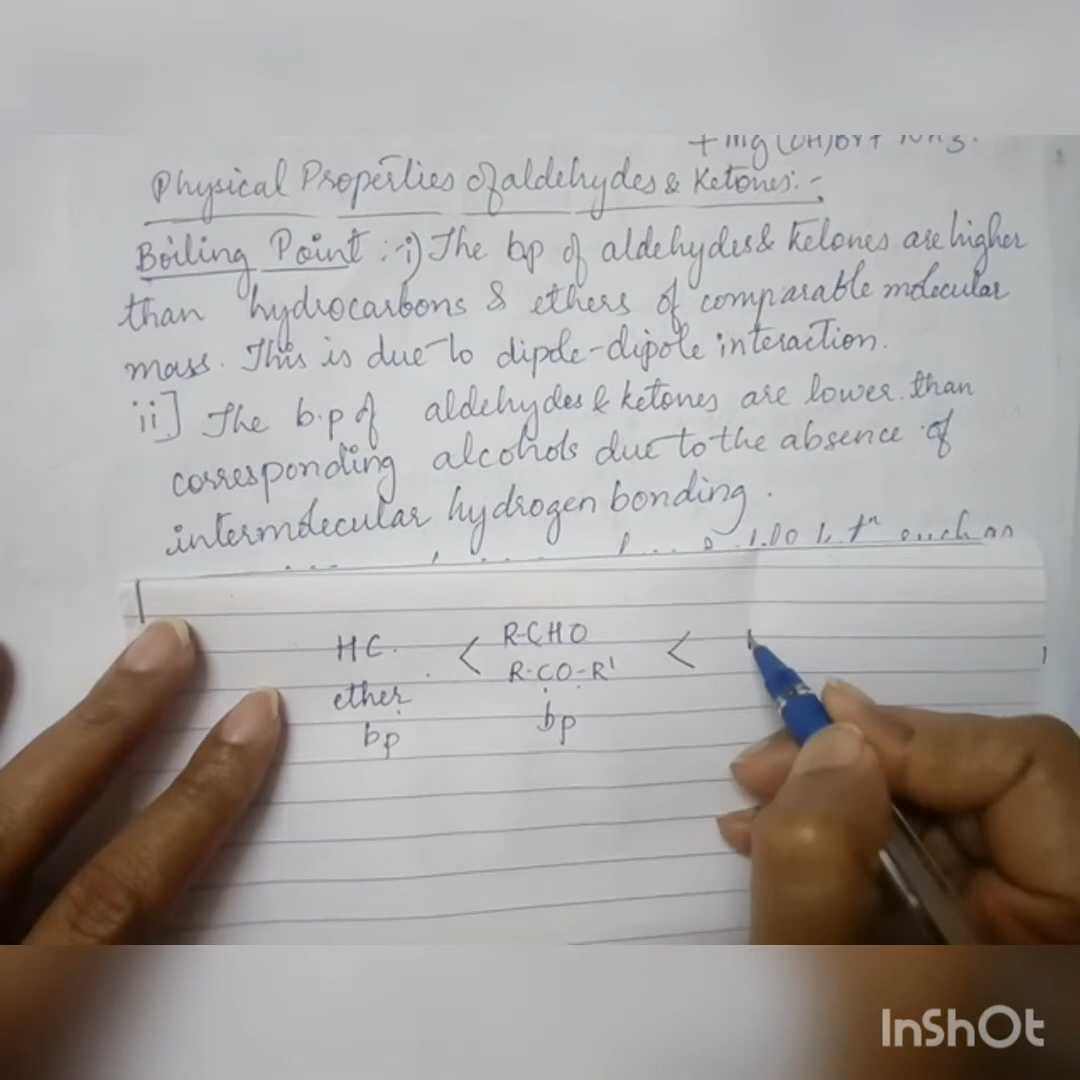 Physical Properties of aldehydes & Ketones:-
Boiling Point :- i) The bp of aldehydes & ketones are higher
than hydrocarbons & ethers of comparable molecular
mass. This is due to dipole-dipole interaction.
ii] The b.p of aldehydes & ketones are lower than
corresponding alcohols due to the absence of
intermolecular hydrogen bonding.
such as
HC. < R-CHO <
ether R-CO-R'
bp bp
InShOt